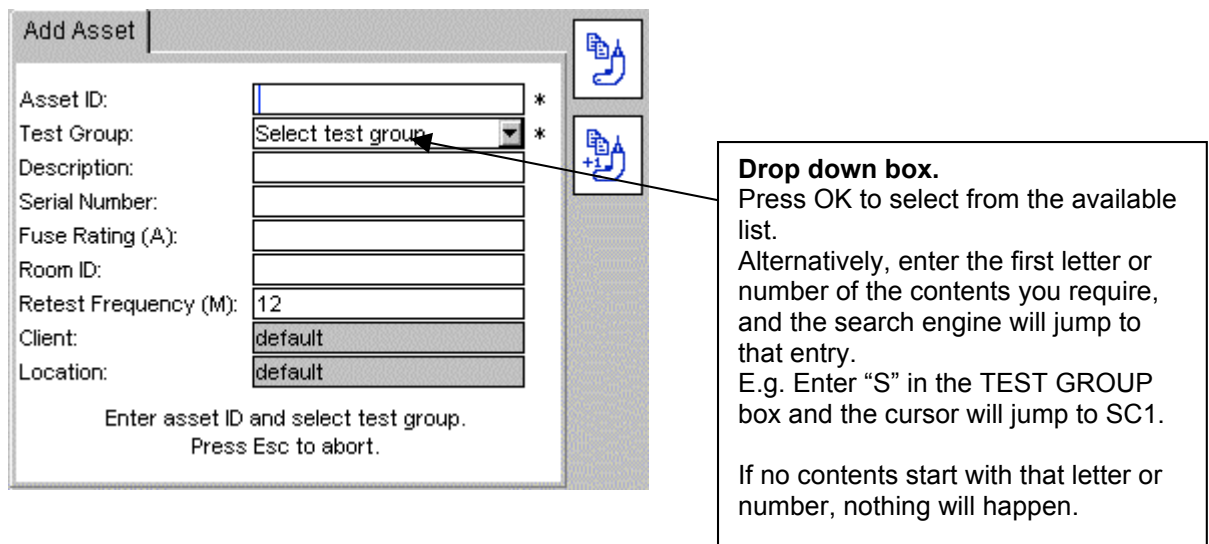 Add Asset
Asset ID: *
Test Group: Select test group *
Description:
Serial Number:
Fuse Rating (A):
Room ID:
Retest Frequency (M): 12
Client: default
Location: default
Enter asset ID and select test group.
Press Esc to abort.
+1
Drop down box.
Press OK to select from the available
list.
Alternatively, enter the first letter or
number of the contents you require,
and the search engine will jump to
that entry.
E.g. Enter “S” in the TEST GROUP
box and the cursor will jump to SC1.
If no contents start with that letter or
number, nothing will happen.